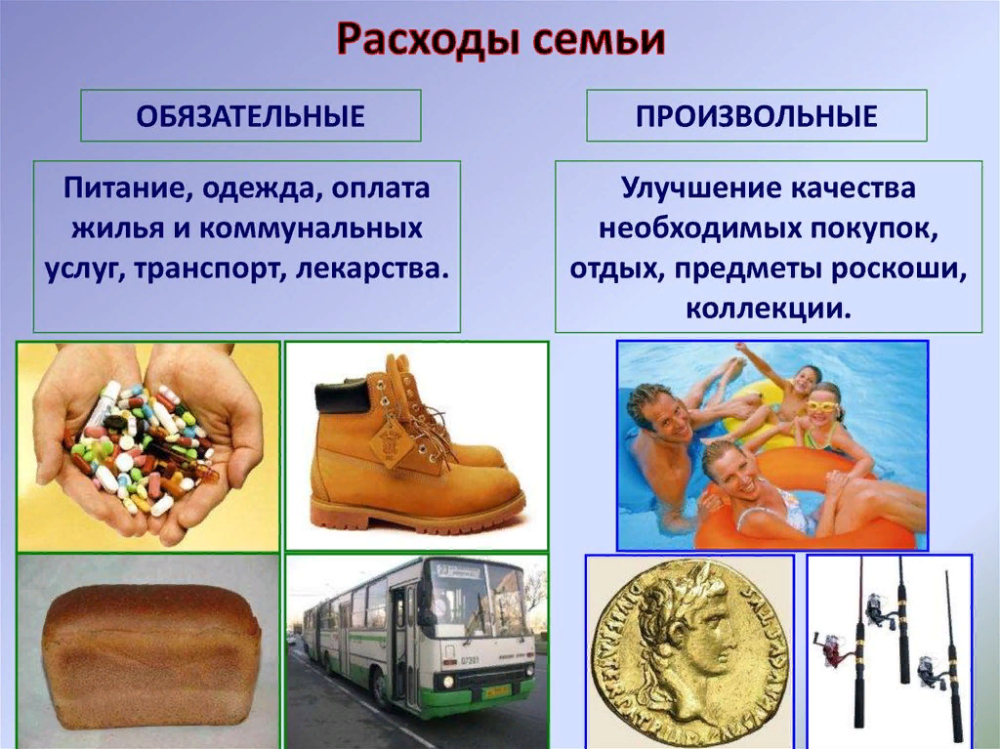 Расходы семьи
ОБЯЗАТЕЛЬНЫЕ
Питание, одежда, оплата
жилья и коммунальных
услуг, транспорт, лекарства.
ПРОИЗВОЛЬНЫЕ
Улучшение качества
необходимых покупок,
отдых, предметы роскоши,
коллекции.
07391